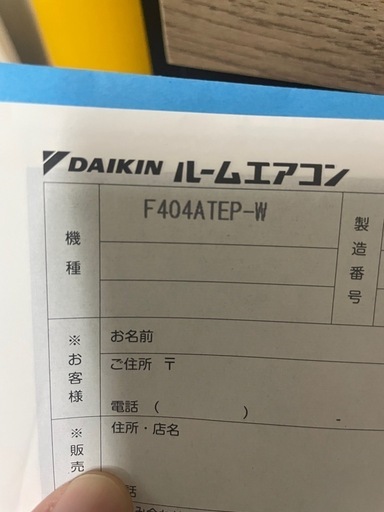 DAIKIN ルームエアコン
機種
F404ATEP-W
製造番号
※お客様
お名前
ご住所 〒
電話 ( ) -
※販売
住所・店名
話